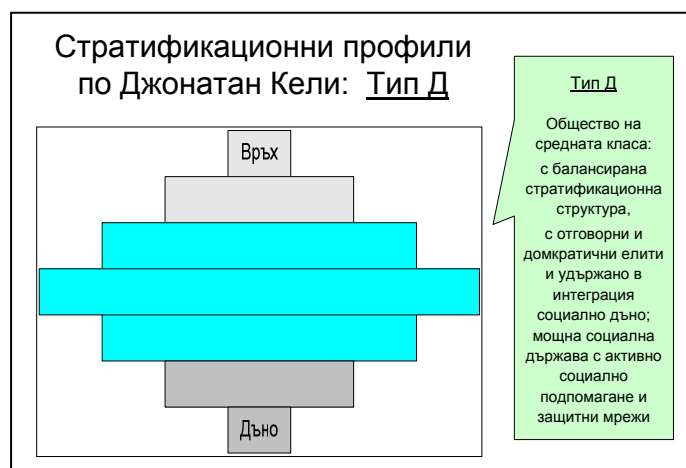 Стратификационни профили
по Джонатан Кели: Тип Д
Връх
Дъно
Тип Д
Общество на
средната класа:
с балансирана
стратификационна
структура,
с отговорни и
домкратични елити
и удържано в
интеграция
социално дъно;
мощна социална
държава с активно
социално
подпомагане и
защитни мрежи